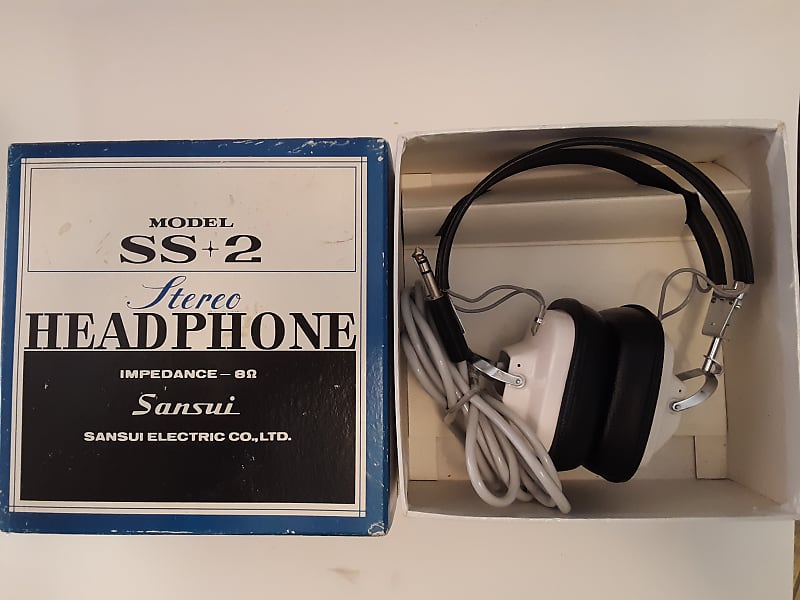 MODEL
SS-2
Stereo
HEADPHONE
IMPEDANCE — 8Ω
Sansui
SANSUI ELECTRIC CO., LTD.